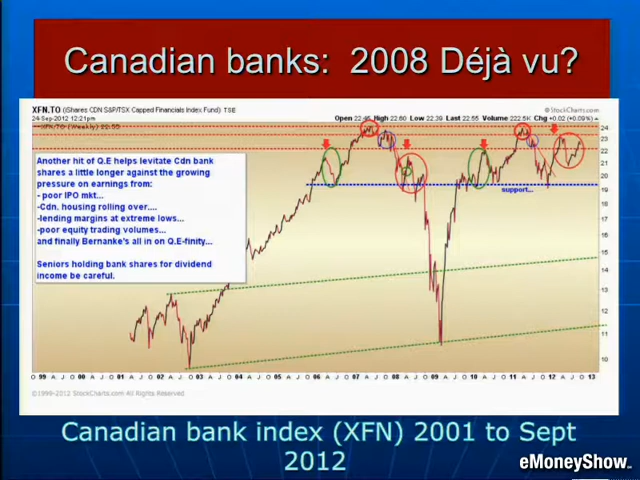 Canadian banks: 2008 Déjà vu?
XFN.TO (iShares CDN S&P/TSX Capped Financials Index Fund) TSE
© StockCharts.com
24-Sep-2012 12:21pm
Open 22.46 High 22.60 Low 22.39 Last 22.55 Volume 222.5K Chg +0.02 (+0.09%)
XFN.TO (Weekly) 22.55
Another hit of Q.E helps levitate Cdn bank
shares a little longer against the growing
pressure on earnings from:
- poor IPO mkt...
-Cdn. housing rolling over....
-lending margins at extreme lows...
-poor equity trading volumes...
and finally Bernanke's all in on Q.E-finity...
Seniors holding bank shares for dividend
income be careful.
support...
24
23
22
21
20
19
18
17
16
15
14
13
12
11
10
O 99 A J O 00 A J O 01 A J O 02 A J O 03 A J O 04 A J O 05 A J O 06 A J O 07 A J O 08 A J O 09 A J O 10 A J O 11 A J O 12 A J O 13
©1999-2012 StockCharts.com All Rights Reserved
Canadian bank index (XFN) 2001 to Sept
2012
eMoneyShow